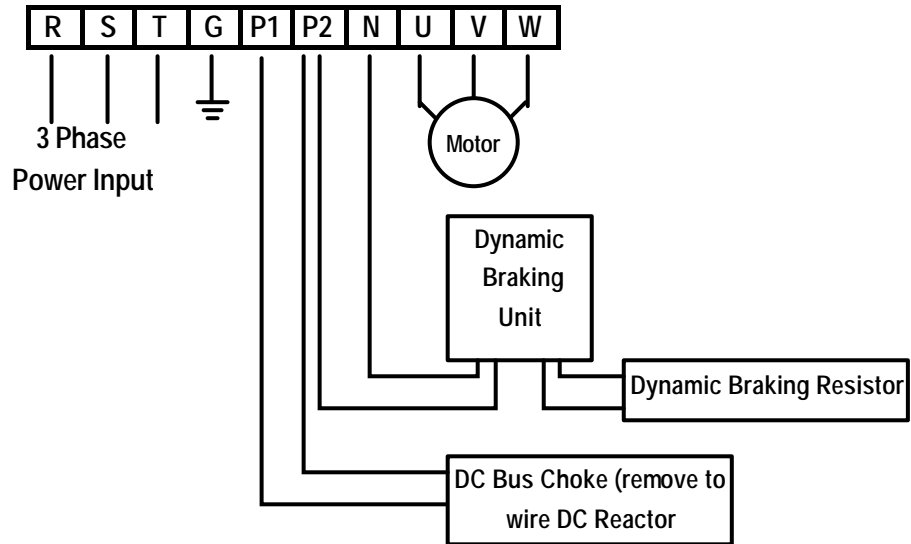 R S T G P1 P2 N U V W
3 Phase
Power Input
Motor
Dynamic
Braking
Unit
Dynamic Braking Resistor
DC Bus Choke (remove to
wire DC Reactor